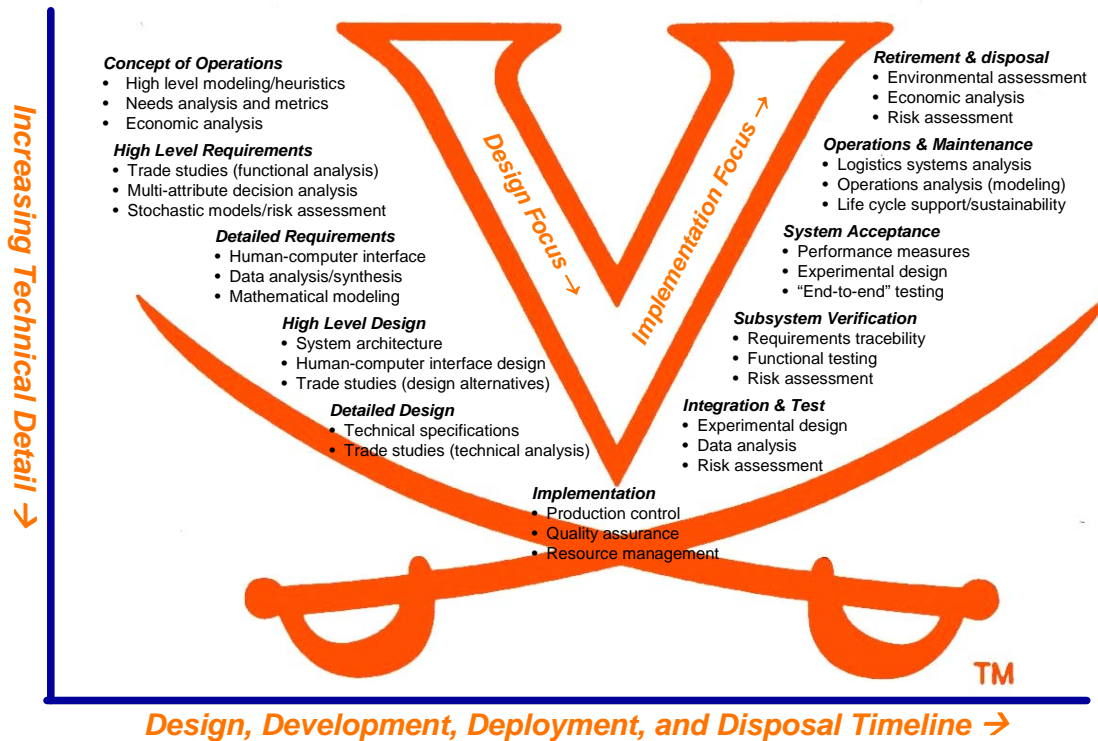 Increasing Technical Detail →
Concept of Operations
• High level modeling/heuristics
• Needs analysis and metrics
• Economic analysis
High Level Requirements
• Trade studies (functional analysis)
• Multi-attribute decision analysis
• Stochastic models/risk assessment
Detailed Requirements
• Human-computer interface
• Data analysis/synthesis
• Mathematical modeling
High Level Design
• System architecture
• Human-computer interface design
• Trade studies (design alternatives)
Detailed Design
• Technical specifications
• Trade studies (technical analysis)
Design Focus →
Implementation
• Production control
• Quality assurance
• Resource management
Implementation Focus →
Retirement & disposal
• Environmental assessment
• Economic analysis
• Risk assessment
Operations & Maintenance
• Logistics systems analysis
• Operations analysis (modeling)
• Life cycle support/sustainability
System Acceptance
• Performance measures
• Experimental design
• “End-to-end” testing
Subsystem Verification
• Requirements tracebility
• Functional testing
• Risk assessment
Integration & Test
• Experimental design
• Data analysis
• Risk assessment
TM
Design, Development, Deployment, and Disposal Timeline →